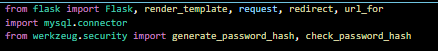 from flask import Flask, render_template, request, redirect, url_for
import mysql.connector
from werkzeug.security import generate_password_hash, check_password_hash